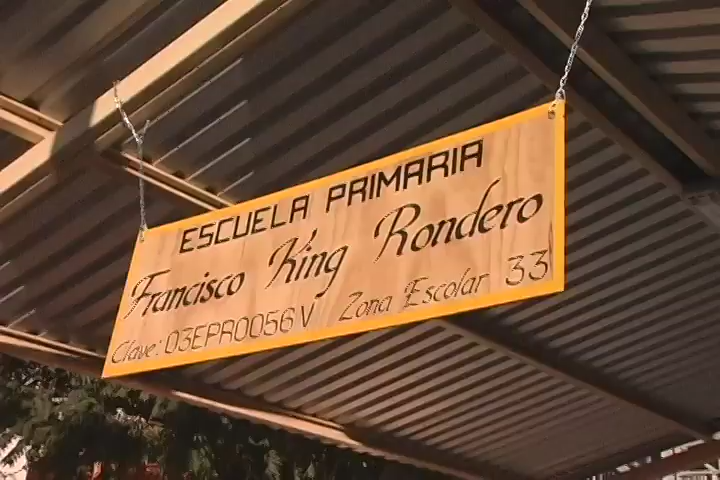 ESCUELA PRIMARIA
Francisco King Rondero
Clave: 03EPR0056V Zona Escolar 33